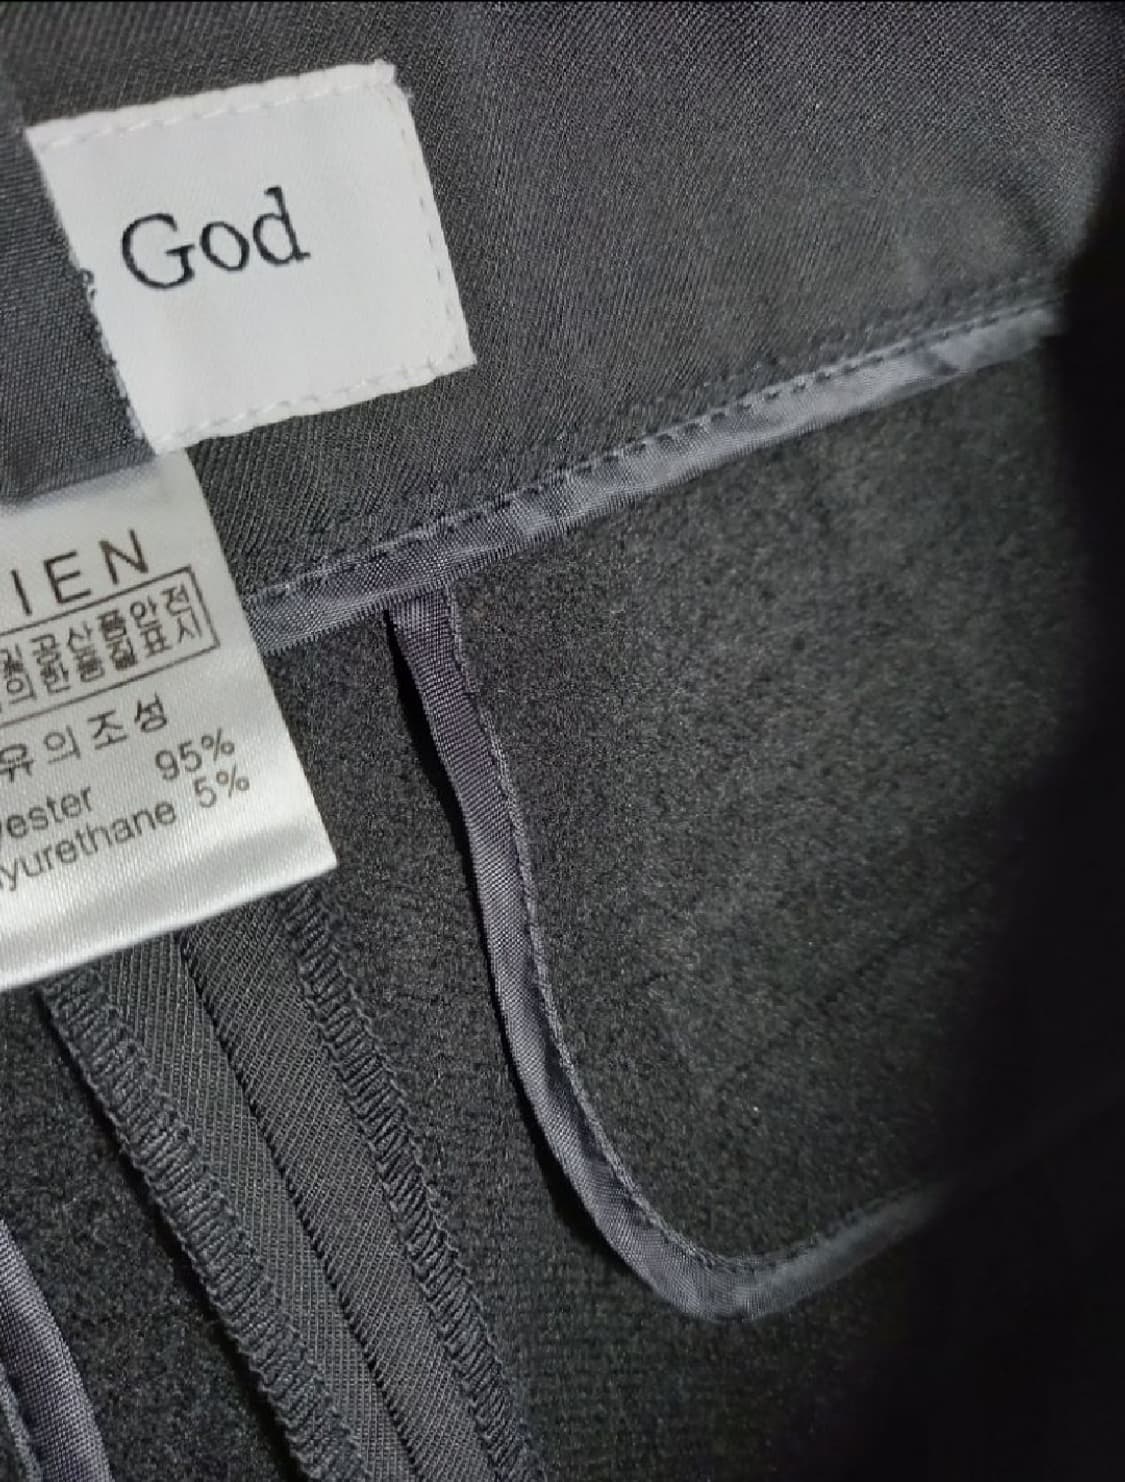 God
IEN
공산품안전
의한품질표시
유의조성
95%
ester
yurethane 5%